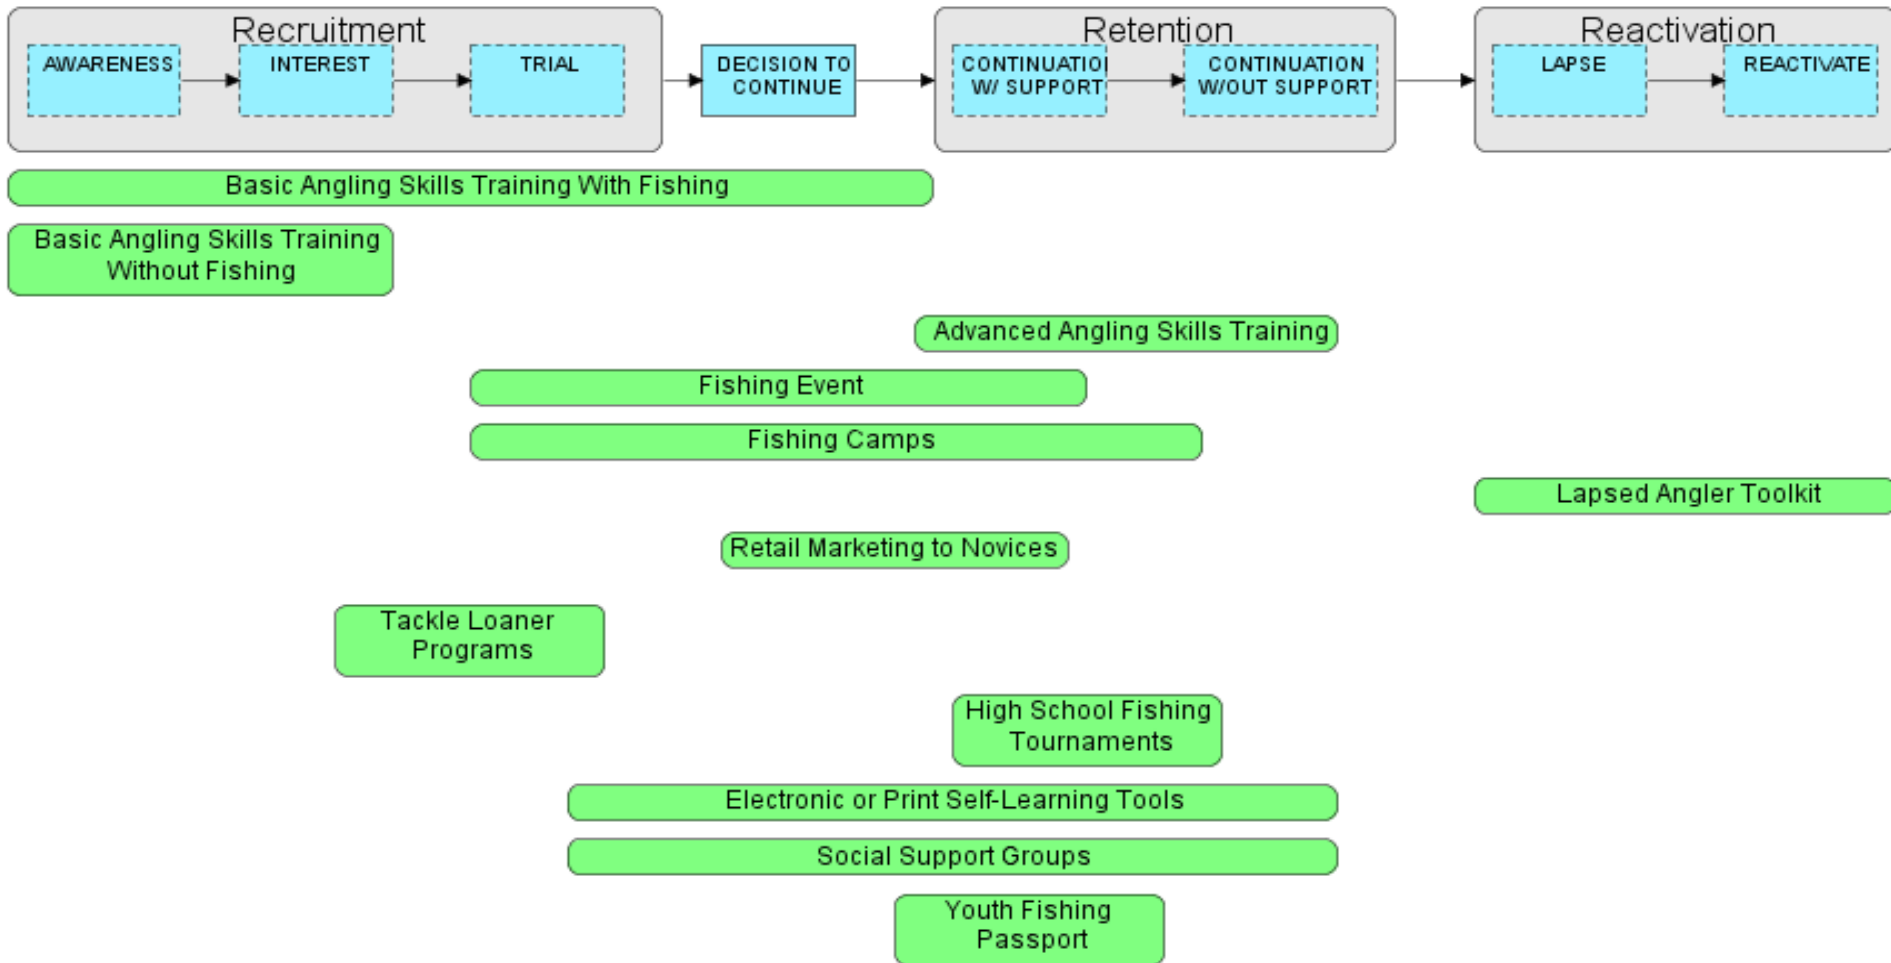 Recruitment
Retention
Reactivation
AWARENESS
INTEREST
TRIAL
DECISION TO
CONTINUE
CONTINUATI
W/ SUPPORT
CONTINUATION
W/OUT SUPPORT
LAPSE
REACTIVATE
Basic Angling Skills Training With Fishing
Basic Angling Skills Training
Without Fishing
Advanced Angling Skills Training
Fishing Event
Fishing Camps
Lapsed Angler Toolkit
Retail Marketing to Novices
Tackle Loaner
Programs
High School Fishing
Tournaments
Electronic or Print Self-Learning Tools
Social Support Groups
Youth Fishing
Passport